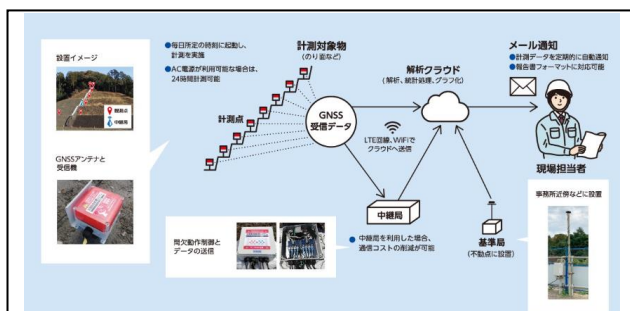 設置イメージ
観測点
中継局
GNSSアンテナと
受信機
●毎日所定の時刻に起動し、
計測を実施
●AC電源が利用可能な場合は、
24時間計測可能
計測対象物
(のり面など)
計測点
GNSS
受信データ
解析クラウド
(解析、統計処理、グラフ化)
LTE回線、WiFiで
クラウドへ送信
メール通知
●計測データを定期的に自動通知
●報告書フォーマットに対応可能
現場担当者
間欠動作制御と
データの送信
中継局
●中継局を利用した場合、
通信コストの削減が可能
基準局
(不動点に設置)
事務所近傍などに設置